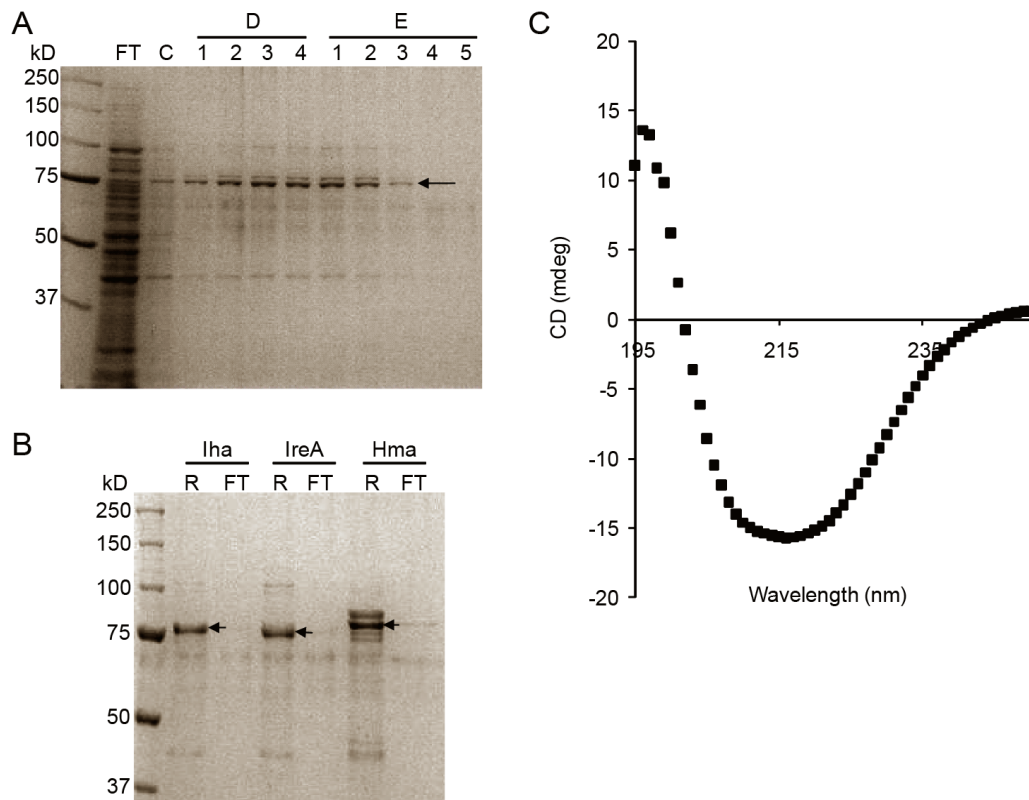 A
D E
kD FT C 1 2 3 4 1 2 3 4 5
250
150
100
75
50
37
B
Iha IreA Hma
kD R FT R FT R FT
250
150
100
75
50
37
C
20
15
10
5
0
-5
-10
-15
-20
195 215 235
CD (mdeg)
Wavelength (nm)